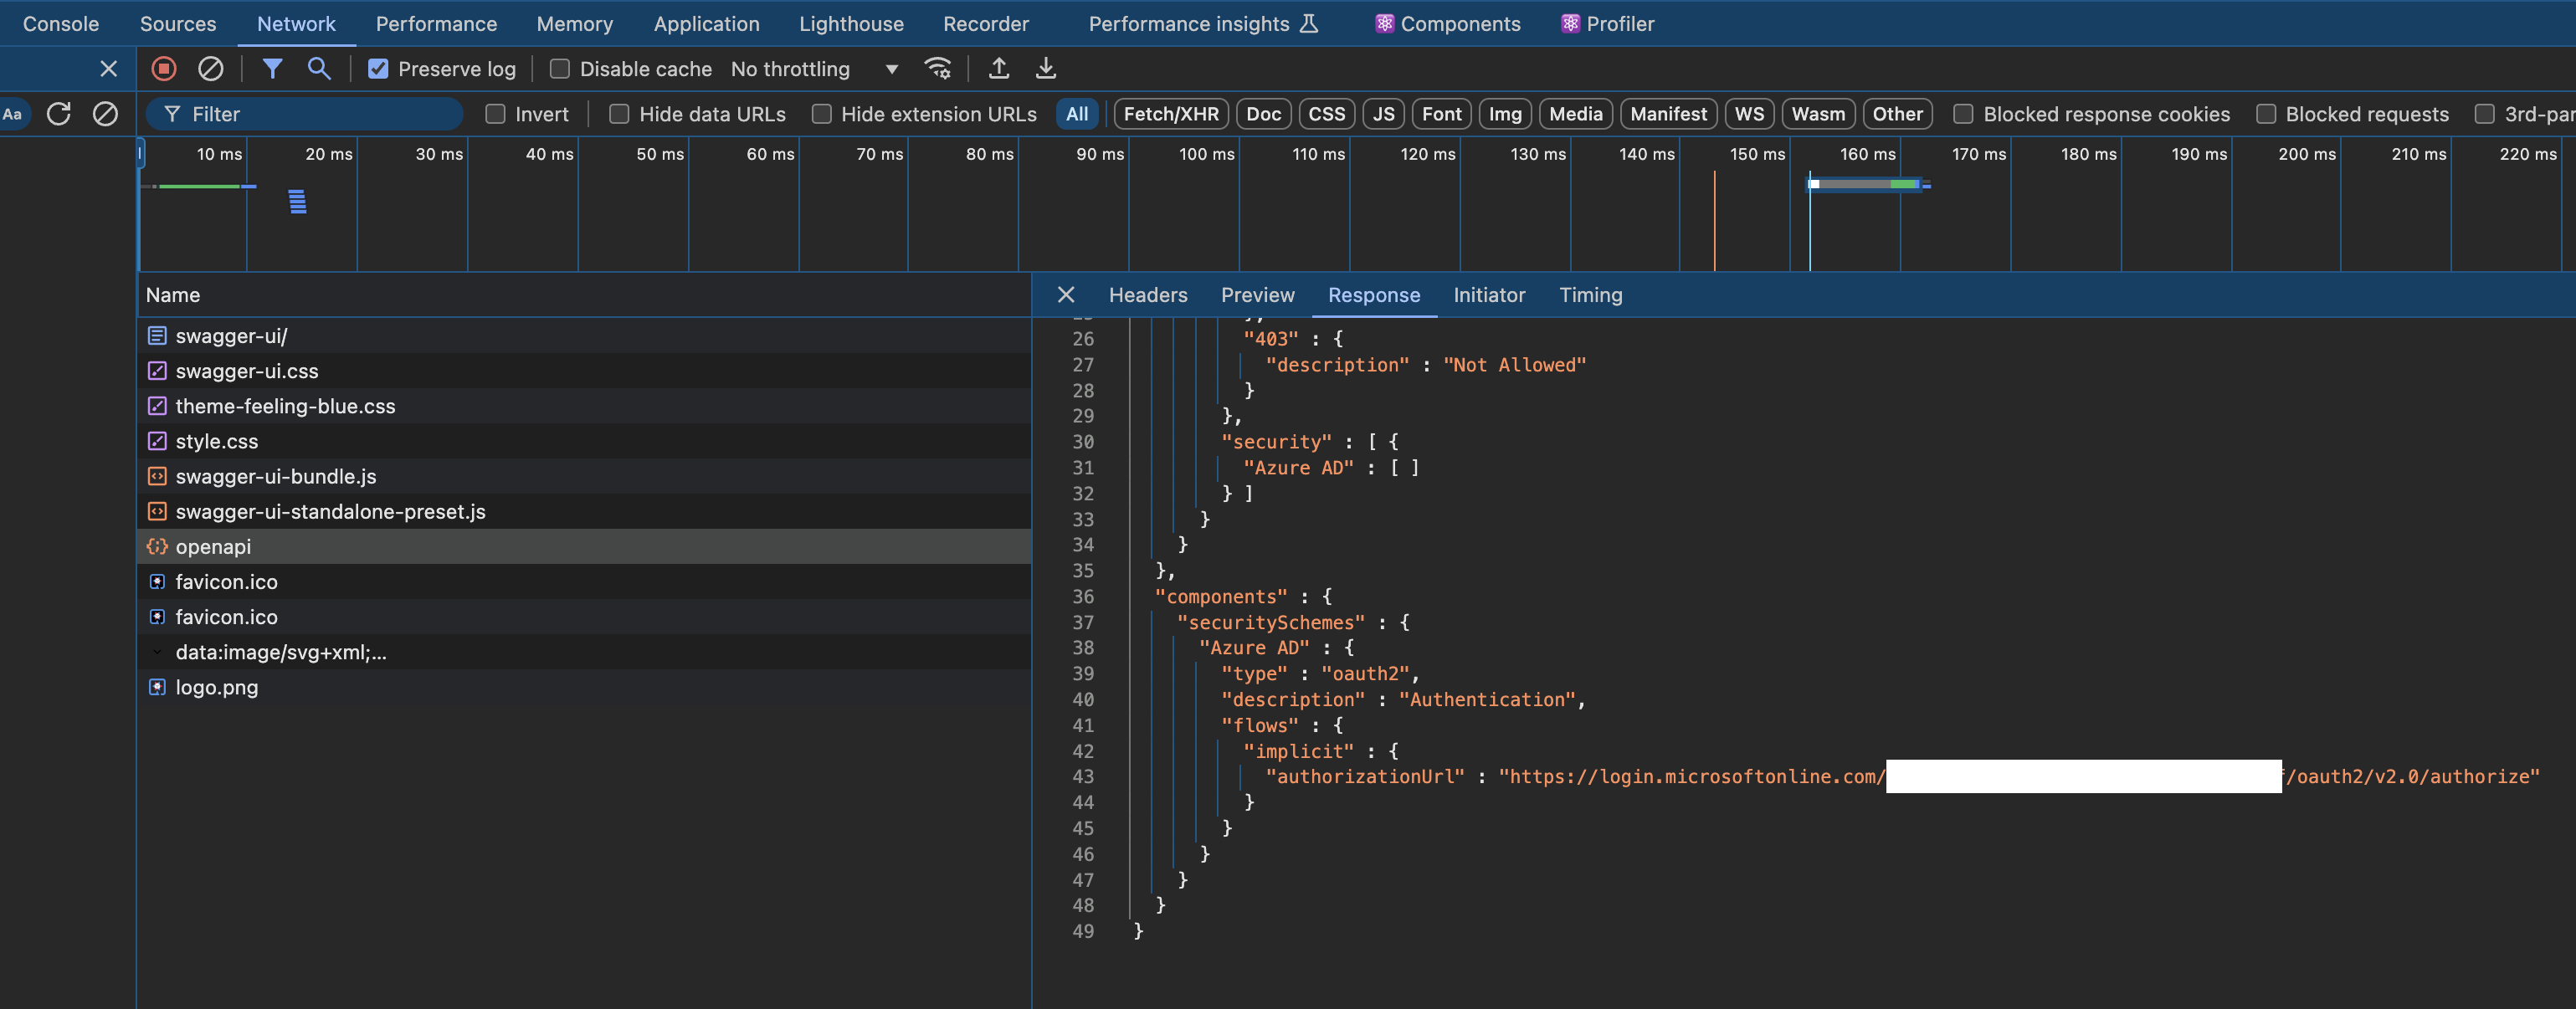 Console Sources Network Performance Memory Application Lighthouse Recorder Performance insights Components Profiler
Preserve log Disable cache No throttling
Aa Filter Invert Hide data URLs Hide extension URLs All Fetch/XHR Doc CSS JS Font Img Media Manifest WS Wasm Other Blocked response cookies Blocked requests 3rd-par
10 ms 20 ms 30 ms 40 ms 50 ms 60 ms 70 ms 80 ms 90 ms 100 ms 110 ms 120 ms 130 ms 140 ms 150 ms 160 ms 170 ms 180 ms 190 ms 200 ms 210 ms 220 ms
Name
swagger-ui/
swagger-ui.css
theme-feeling-blue.css
style.css
swagger-ui-bundle.js
swagger-ui-standalone-preset.js
openapi
favicon.ico
favicon.ico
data:image/svg+xml;...
logo.png
Headers Preview Response Initiator Timing
26 "403" : {
27 "description" : "Not Allowed"
28 }
29 },
30 "security" : [ {
31 "Azure AD" : [ ]
32 } ]
33 }
34 }
35 },
36 "components" : {
37 "securitySchemes" : {
38 "Azure AD" : {
39 "type" : "oauth2",
40 "description" : "Authentication",
41 "flows" : {
42 "implicit" : {
43 "authorizationUrl" : "https://login.microsoftonline.com/ /oauth2/v2.0/authorize"
44 }
45 }
46 }
47 }
48 }
49 }